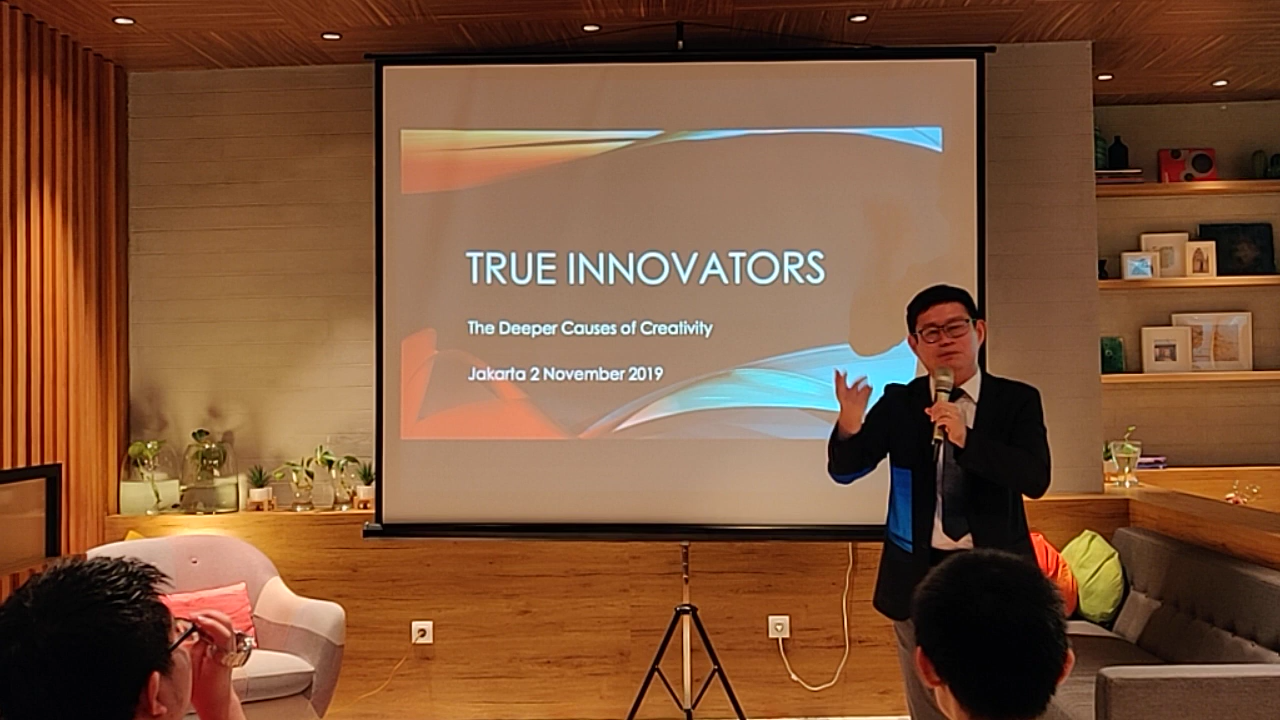 TRUE INNOVATORS
The Deeper Causes of Creativity
Jakarta 2 November 2019